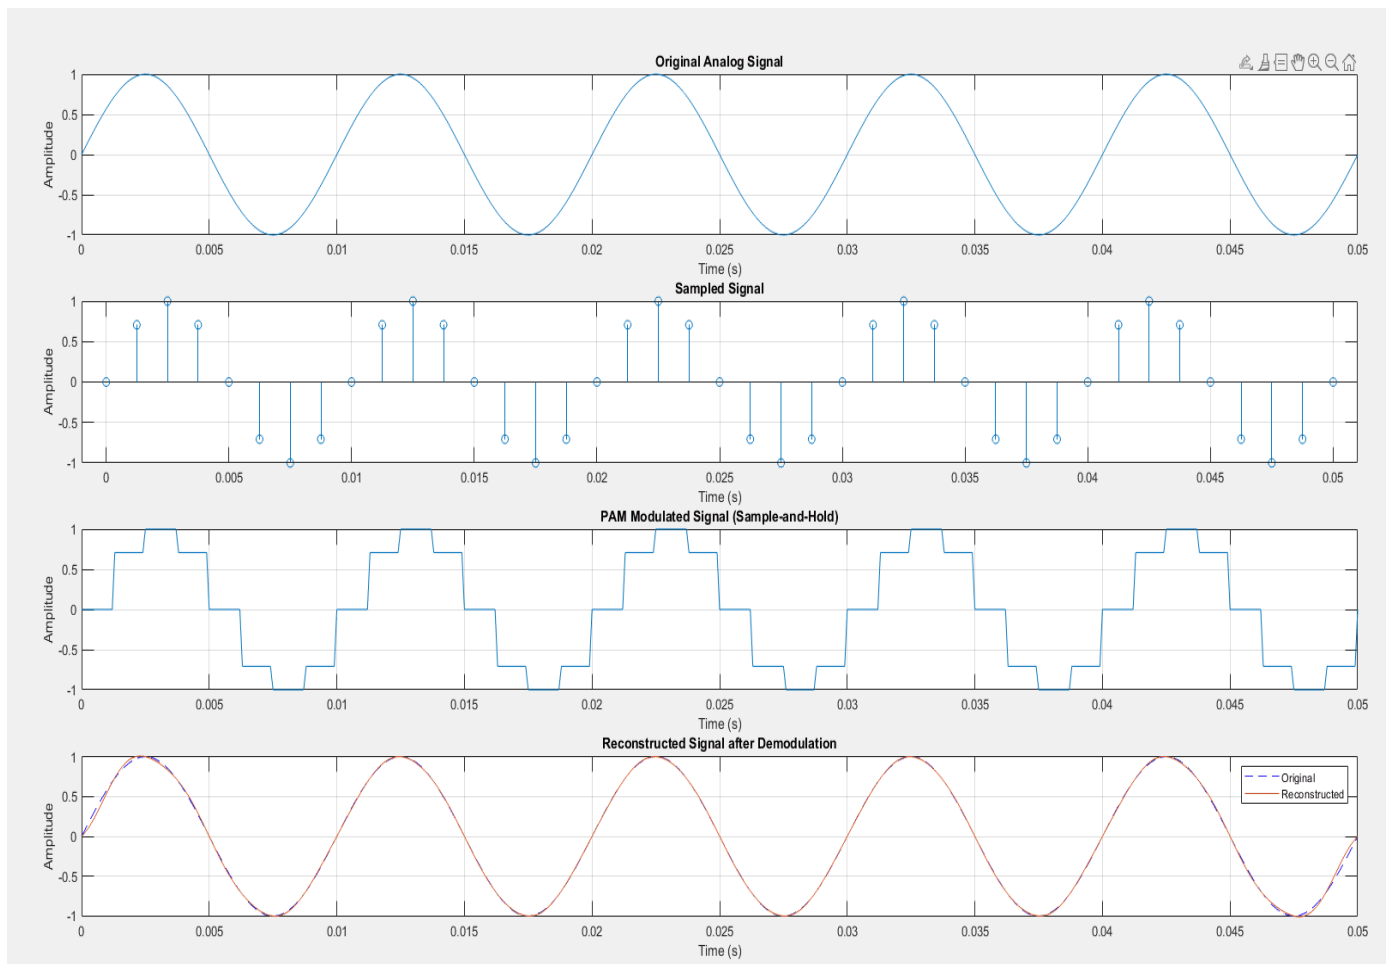 Original Analog Signal
1
0.5
0
-0.5
-1
Amplitude
0 0.005 0.01 0.015 0.02 0.025 0.03 0.035 0.04 0.045 0.05
Time (s)
Sampled Signal
1
0.5
0
-0.5
-1
Amplitude
0 0.005 0.01 0.015 0.02 0.025 0.03 0.035 0.04 0.045 0.05
Time (s)
PAM Modulated Signal (Sample-and-Hold)
1
0.5
0
-0.5
-1
Amplitude
0 0.005 0.01 0.015 0.02 0.025 0.03 0.035 0.04 0.045 0.05
Time (s)
Reconstructed Signal after Demodulation
1
0.5
0
-0.5
-1
Amplitude
Original
Reconstructed
0 0.005 0.01 0.015 0.02 0.025 0.03 0.035 0.04 0.045 0.05
Time (s)